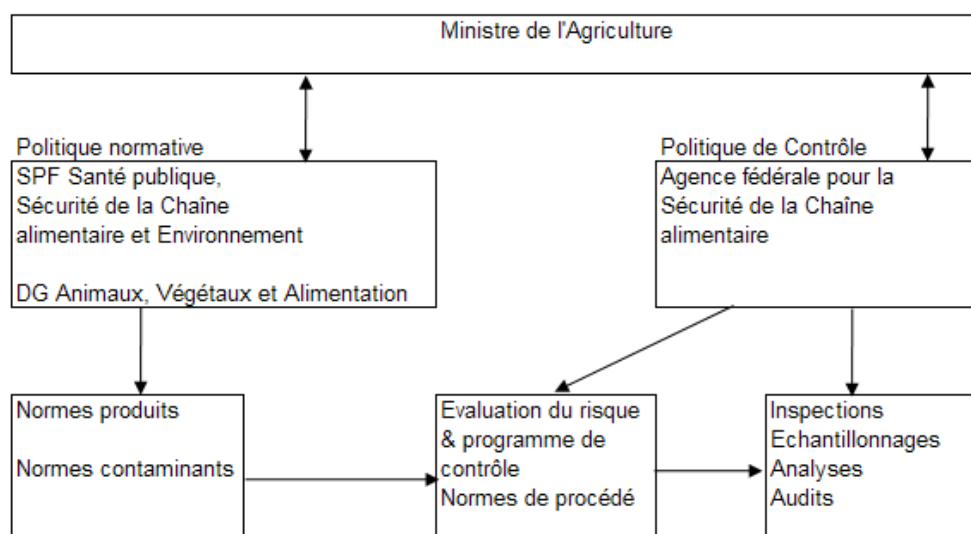 Ministre de l'Agriculture
Politique normative
SPF Santé publique,
Sécurité de la Chaîne
alimentaire et Environnement
DG Animaux, Végétaux et Alimentation
Politique de Contrôle
Agence fédérale pour la
Sécurité de la Chaîne
alimentaire
Normes produits
Normes contaminants
Evaluation du risque
& programme de
contrôle
Normes de procédé
Inspections
Echantillonnages
Analyses
Audits